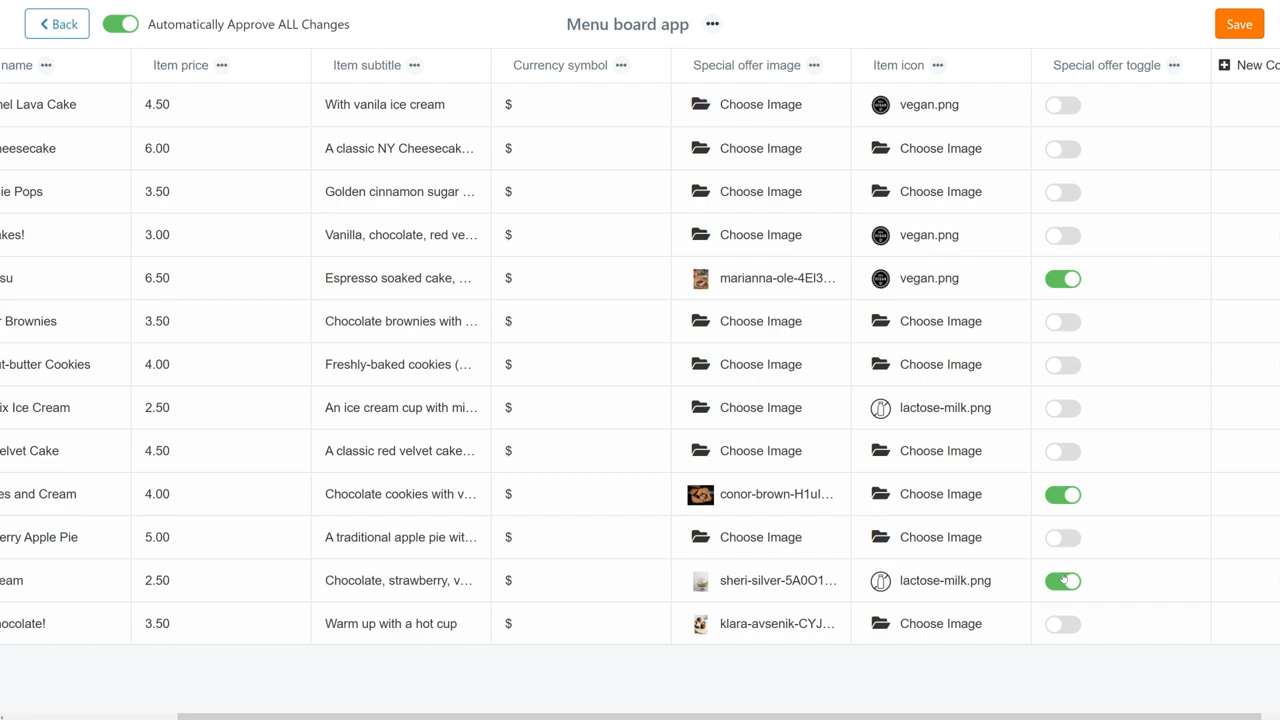 Back Automatically Approve ALL Changes Menu board app ••• Save
name ••• Item price ••• Item subtitle ••• Currency symbol ••• Special offer image ••• Item icon ••• Special offer toggle ••• New Co
nel Lava Cake 4.50 With vanila ice cream $ Choose Image vegan.png
heesecake 6.00 A classic NY Cheesecak... $ Choose Image Choose Image
ie Pops 3.50 Golden cinnamon sugar ... $ Choose Image Choose Image
kes! 3.00 Vanilla, chocolate, red ve... $ Choose Image vegan.png
su 6.50 Espresso soaked cake, ... $ marianna-ole-4El3... vegan.png
r Brownies 3.50 Chocolate brownies with ... $ Choose Image Choose Image
ut-butter Cookies 4.00 Freshly-baked cookies (... $ Choose Image Choose Image
ix Ice Cream 2.50 An ice cream cup with mi... $ Choose Image lactose-milk.png
elvet Cake 4.50 A classic red velvet cake... $ Choose Image Choose Image
es and Cream 4.00 Chocolate cookies with v... $ conor-brown-H1ul... Choose Image
erry Apple Pie 5.00 A traditional apple pie wit... $ Choose Image Choose Image
eam 2.50 Chocolate, strawberry, v... $ sheri-silver-5A0O1... lactose-milk.png
ocolate! 3.50 Warm up with a hot cup $ klara-avsenik-CYJ... Choose Image